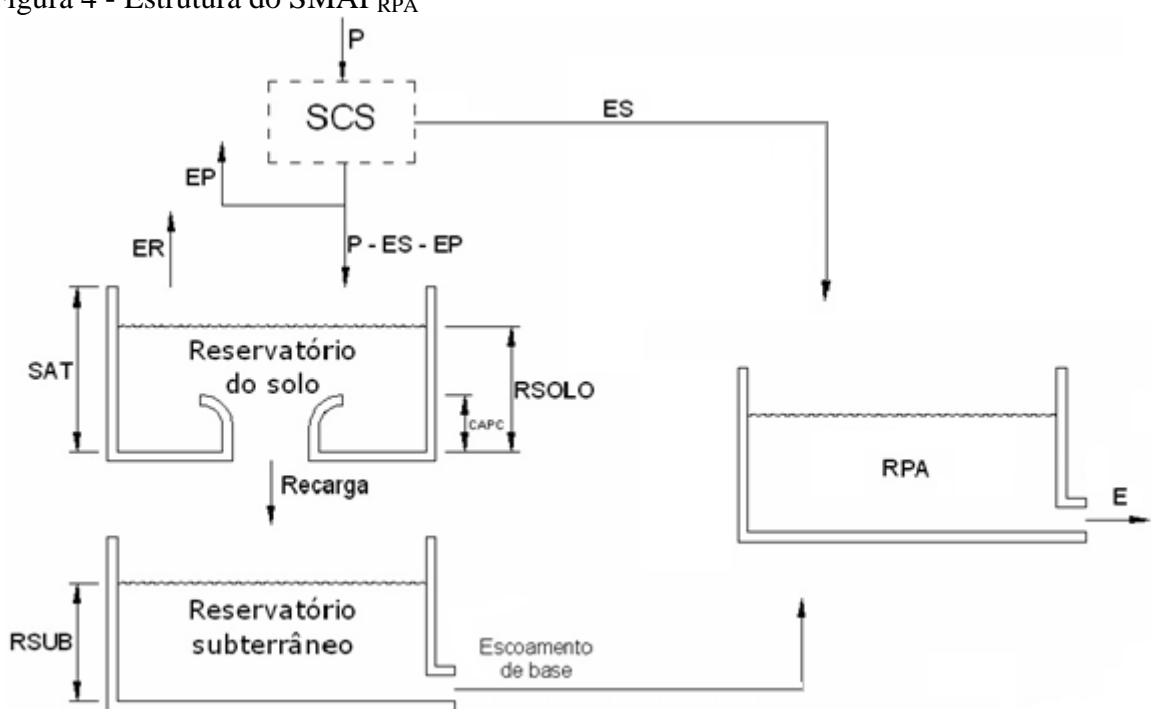 Figura 4 - Estrutura do SMAP RPA
P
SCS
ES
EP
ER
P - ES - EP
SAT
Reservatório
do solo
RSOLO
CAPC
Recarga
RPA
E
Reservatório
subterrâneo
RSUB
Escoamento
de base